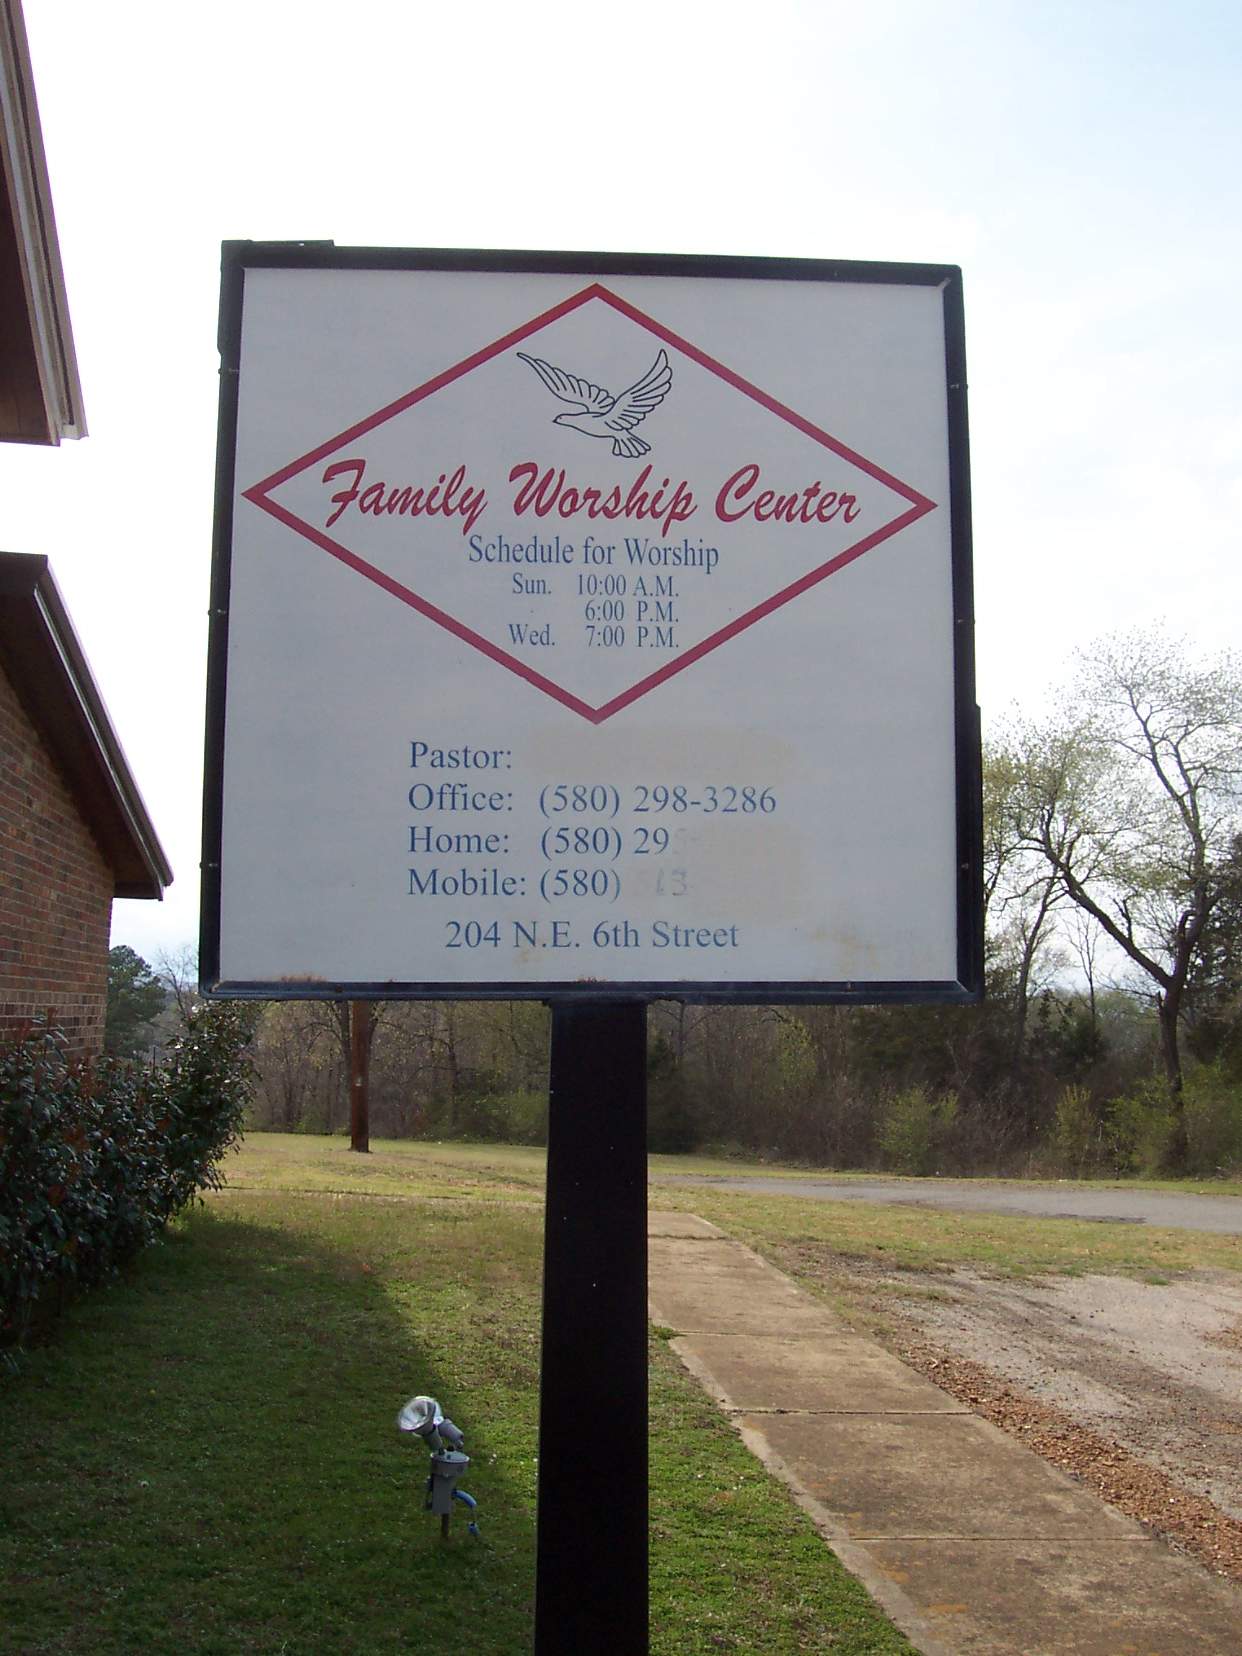 Family Worship Center
Schedule for Worship
Sun. 10:00 A.M.
6:00 P.M.
Wed. 7:00 P.M.
Pastor:
Office: (580) 298-3286
Home: (580) 29
Mobile: (580)
204 N.E. 6th Street